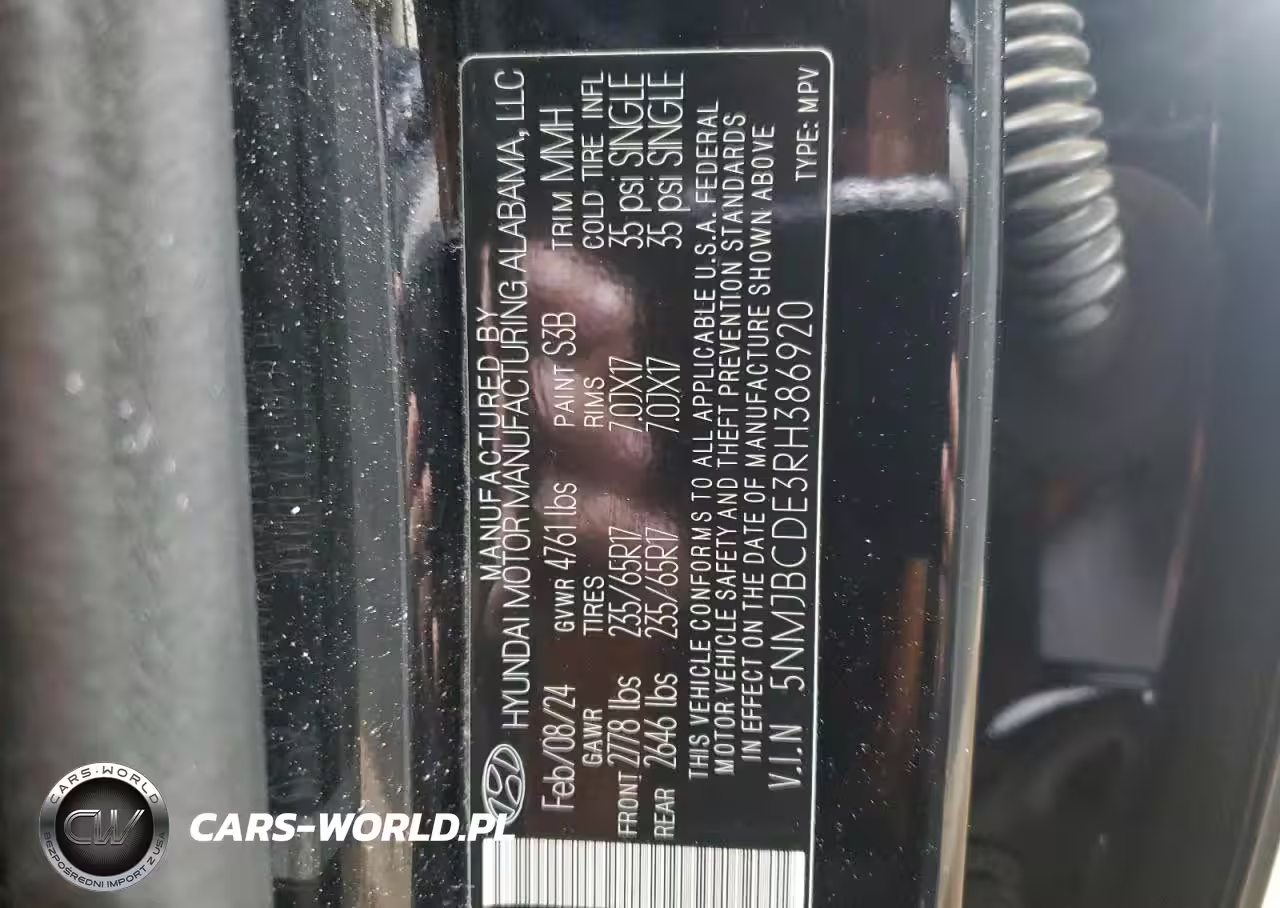 MANUFACTURED BY
HYUNDAI MOTOR MANUFACTURING ALABAMA, LLC
Feb/08/24 GVWR 4761 lbs PAINT S3B TRIM MMH
GAWR TIRES RIMS COLD TIRE INFL
FRONT 2778 lbs 235/65R17 7.0JX17 35 psi SINGLE
REAR 2646 lbs 235/65R17 7.0JX17 35 psi SINGLE
THIS VEHICLE CONFORMS TO ALL APPLICABLE U.S.A. FEDERAL
MOTOR VEHICLE SAFETY AND THEFT PREVENTION STANDARDS
IN EFFECT ON THE DATE OF MANUFACTURE SHOWN ABOVE
V.I.N 5NMJBCDE3RH386920 TYPE: MPV
CARS-WORLD
CW
BEZPOŚREDNI IMPORT Z USA
CARS-WORLD.PL